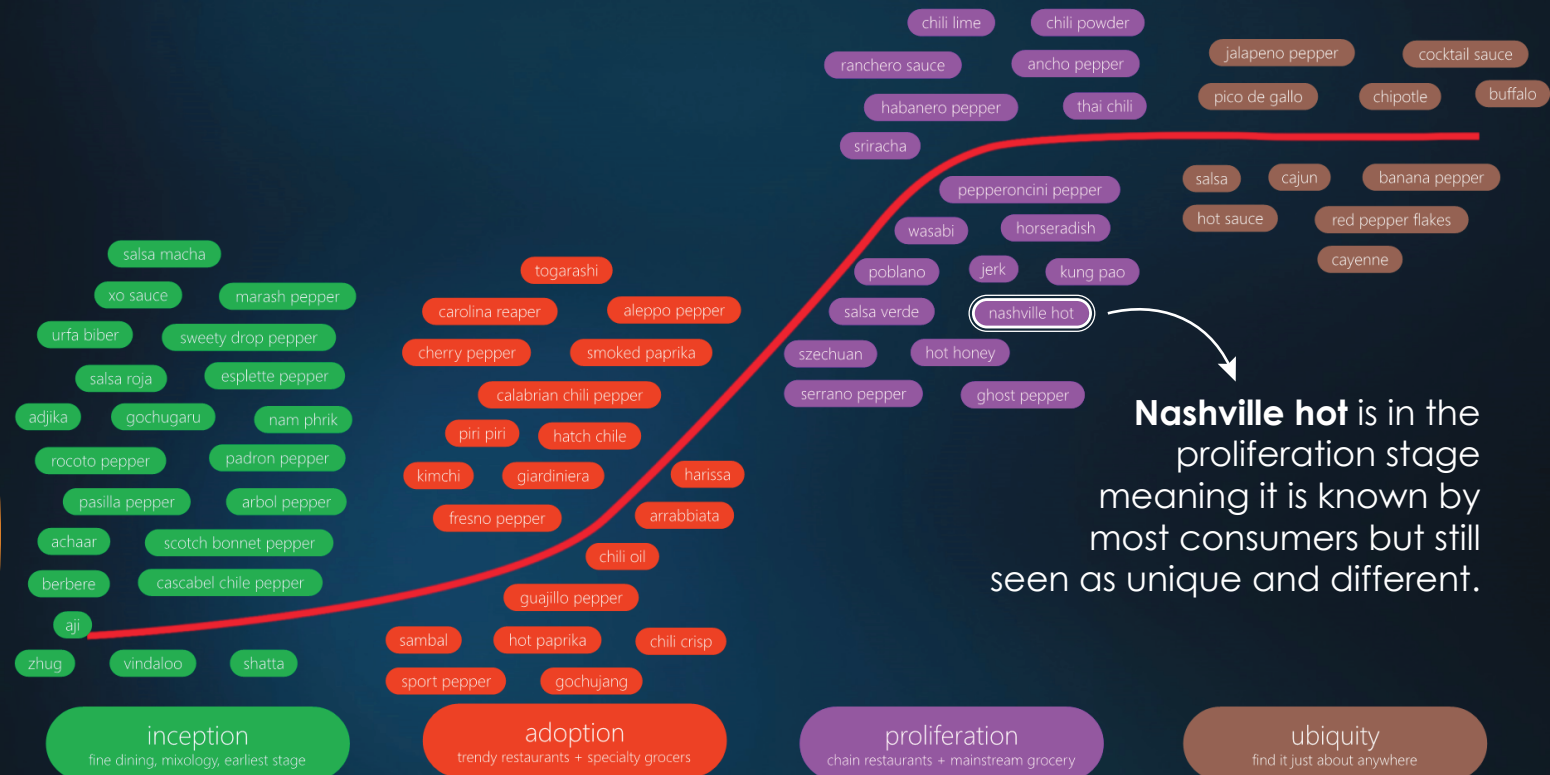 chili lime
chili powder
ranchero sauce
ancho pepper
habanero pepper
thai chili
sriracha
pepperoncini pepper
wasabi
horseradish
poblano
jerk
kung pao
salsa verde
nashville hot
szechuan
hot honey
serrano pepper
ghost pepper
jalapeno pepper
cocktail sauce
pico de gallo
chipotle
buffalo
salsa
cajun
banana pepper
hot sauce
red pepper flakes
cayenne
salsa macha
xo sauce
marash pepper
urfa biber
sweety drop pepper
salsa roja
esplette pepper
adjika
gochugaru
nam phrik
rocoto pepper
padron pepper
pasilla pepper
arbol pepper
achaar
scotch bonnet pepper
berbere
cascabel chile pepper
aji
zhug
vindaloo
shatta
togarashi
carolina reaper
aleppo pepper
cherry pepper
smoked paprika
calabrian chili pepper
piri piri
hatch chile
kimchi
giardiniera
harissa
fresno pepper
arrabbiata
chili oil
guajillo pepper
sambal
hot paprika
chili crisp
sport pepper
gochujang
Nashville hot is in the
proliferation stage
meaning it is known by
most consumers but still
seen as unique and different.
inception
fine dining, mixology, earliest stage
adoption
trendy restaurants + specialty grocers
proliferation
chain restaurants + mainstream grocery
ubiquity
find it just about anywhere